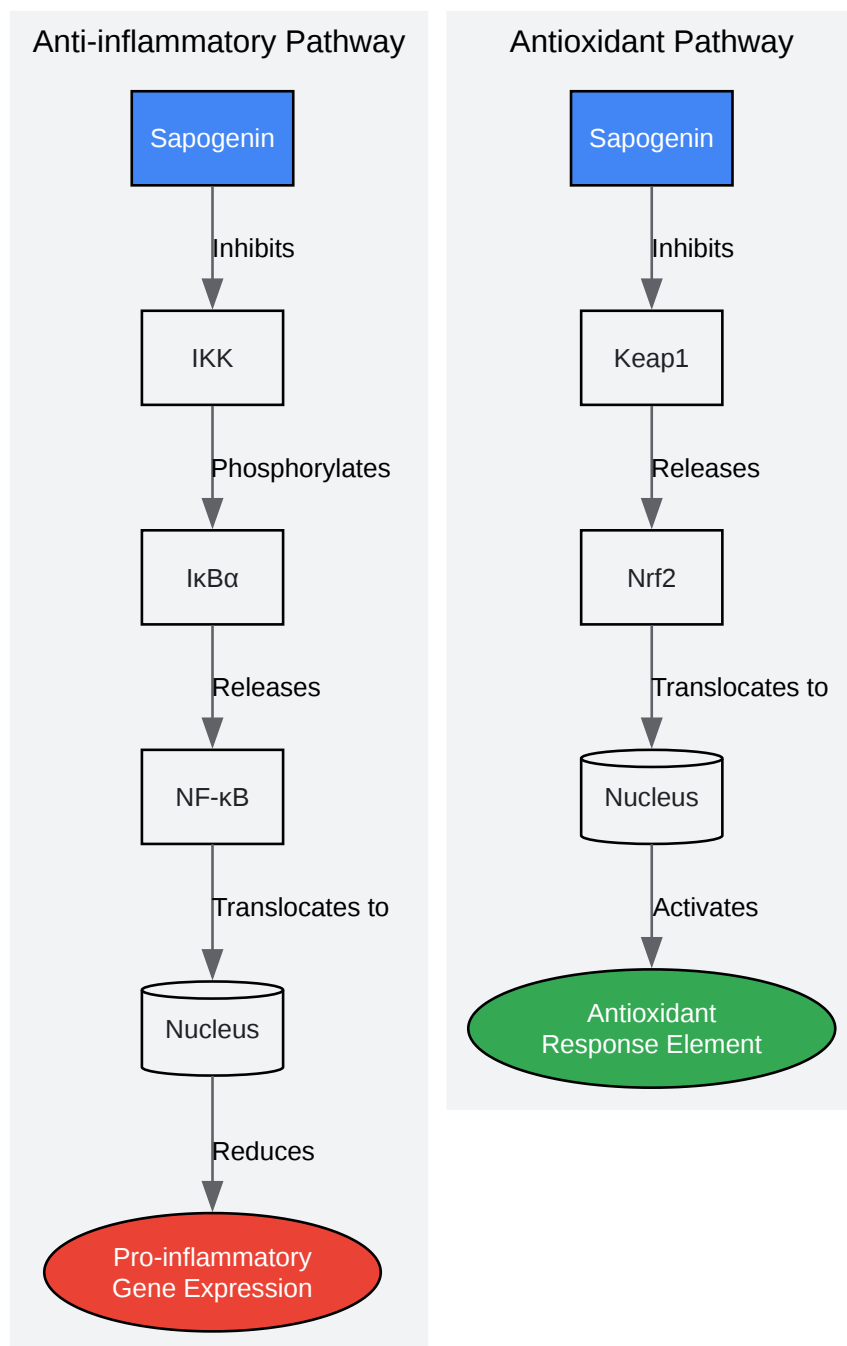 Anti-inflammatory Pathway
Sapogenin
Inhibits
IKK
Phosphorylates
IκBα
Releases
NF-κB
Translocates to
Nucleus
Reduces
Pro-inflammatory
Gene Expression
Antioxidant Pathway
Sapogenin
Inhibits
Keap1
Releases
Nrf2
Translocates to
Nucleus
Activates
Antioxidant
Response Element